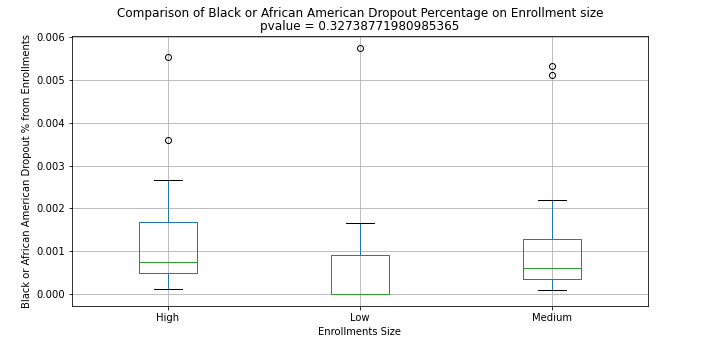 Comparison of Black or African American Dropout Percentage on Enrollment size
pvalue = 0.32738771980985365
Black or African American Dropout % from Enrollments
0.006
0.005
0.004
0.003
0.002
0.001
0.000
High
Low
Medium
Enrollments Size